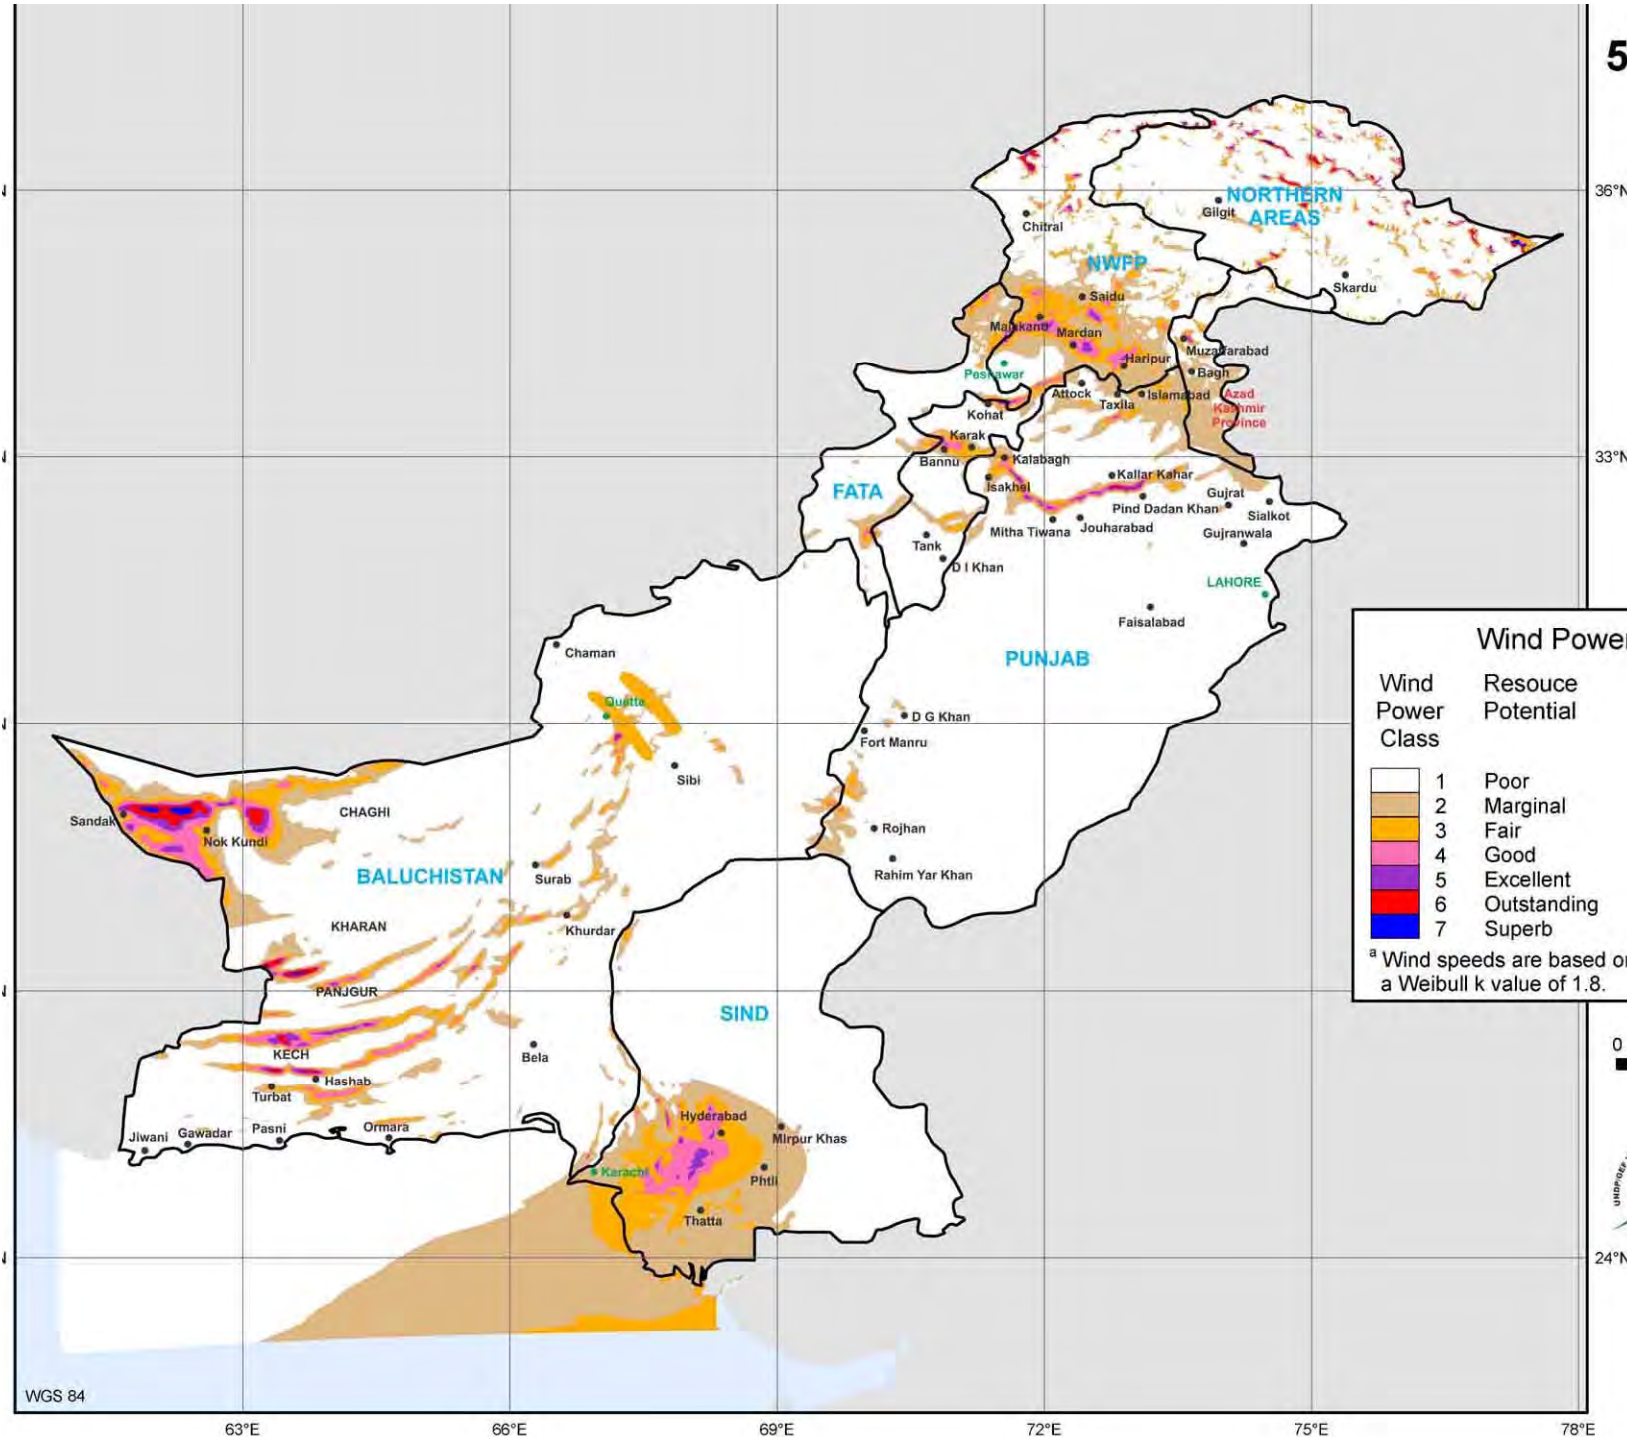 5
NORTHERN
AREAS
36°N
Gilgit
Chitral
NWFP
Skardu
Saidu
Malakand
Mardan
Muzaffarabad
Haripur
Peshawar
Bagh
Attock
Islamabad
Taxila
Azad
Kashmir
Province
Kohat
Karak
Bannu
Kalabagh
33°N
Kallar Kahar
FATA
Isakhel
Gujrat
Pind Dadan Khan
Sialkot
Mitha Tiwana
Jouharabad
Gujranwala
Tank
D I Khan
LAHORE
Faisalabad
Chaman
PUNJAB
Quetta
D G Khan
Fort Manru
Sibi
CHAGHI
Sandak
Nok Kundi
Rojhan
BALUCHISTAN
Surab
Rahim Yar Khan
KHARAN
Khurdar
PANJGUR
SIND
KECH
Bela
Hashab
Turbat
Hyderabad
Mirpur Khas
Jiwani
Gawadar
Pasni
Ormara
Karachi
Phtli
Thatta
24°N
Wind Power
Wind
Power
Class
Resouce
Potential
1 Poor
2 Marginal
3 Fair
4 Good
5 Excellent
6 Outstanding
7 Superb
a Wind speeds are based on
a Weibull k value of 1.8.
0
UNDP/GEF
WGS 84
63°E
66°E
69°E
72°E
75°E
78°E